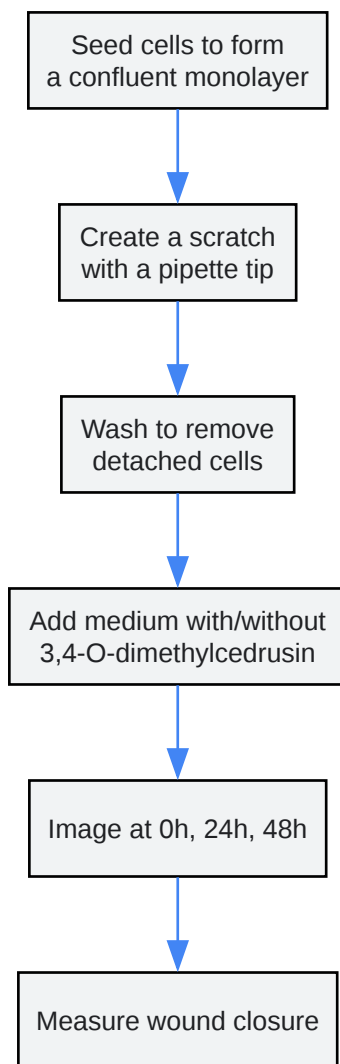 Seed cells to form
a confluent monolayer
Create a scratch
with a pipette tip
Wash to remove
detached cells
Add medium with/without
3,4-O-dimethylcedrusin
Image at 0h, 24h, 48h
Measure wound closure